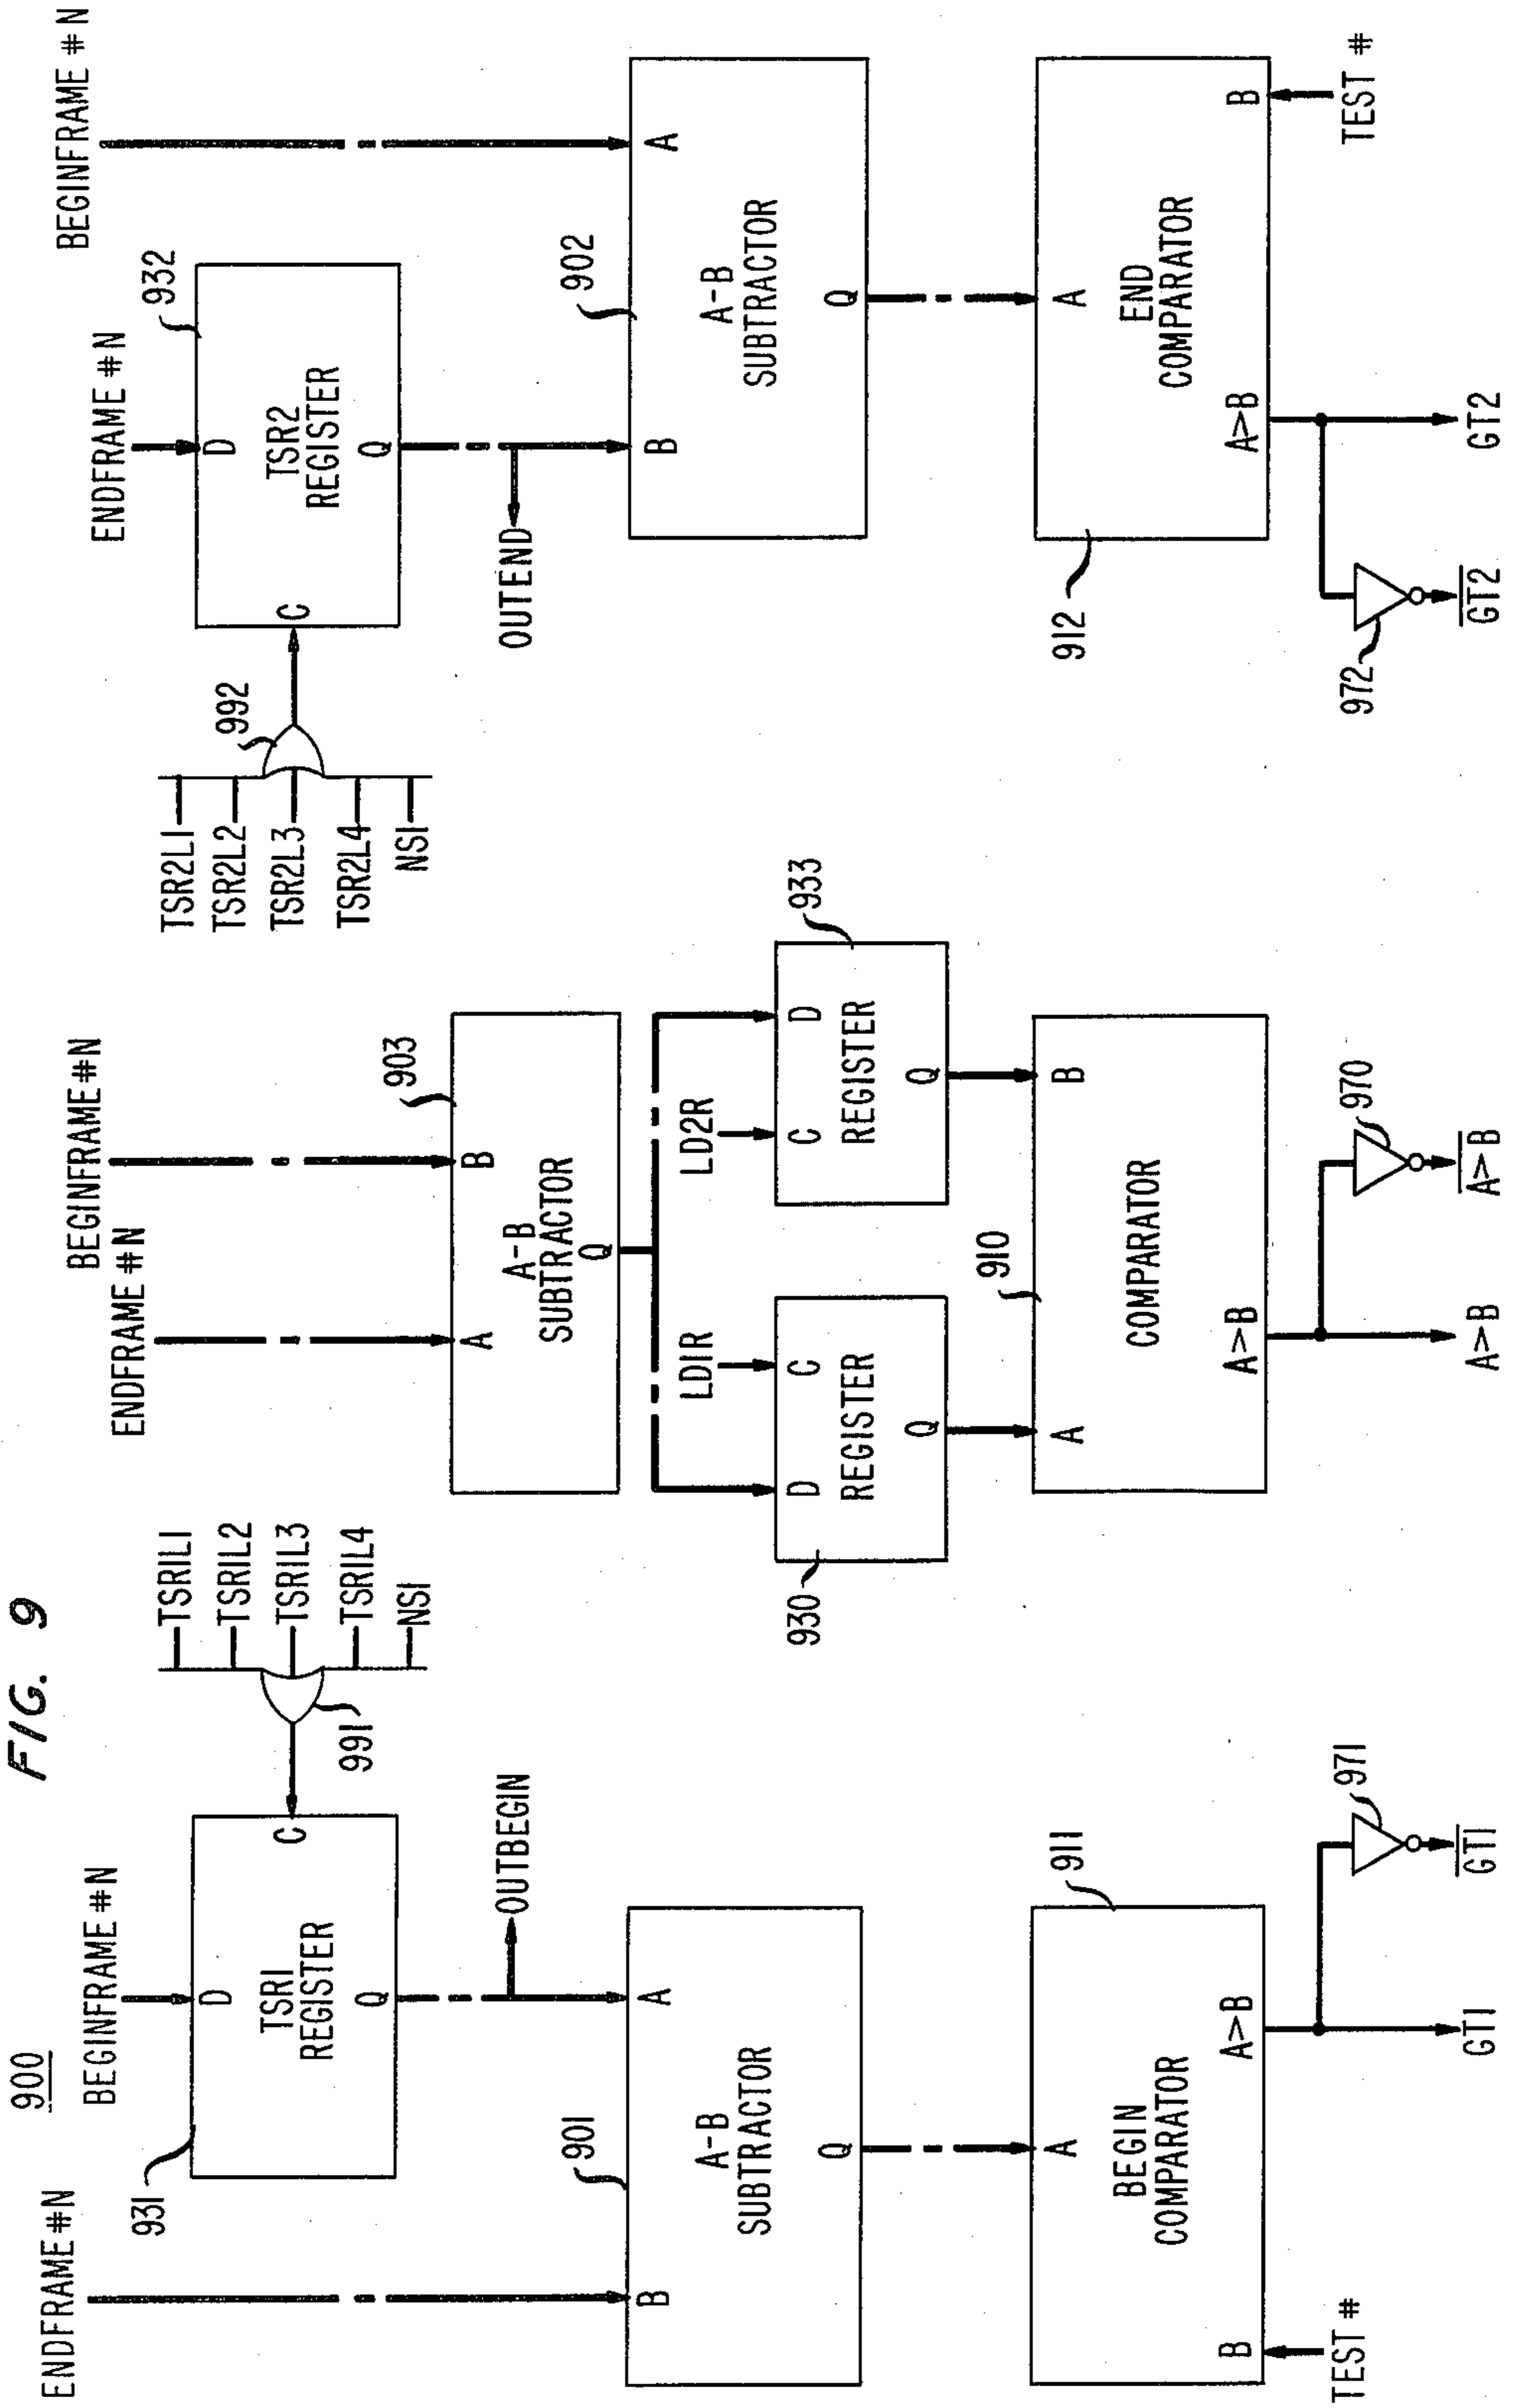 FIG. 9
900
ENDFRAME #N
BEGINFRAME #N
931
D
TSR1
REGISTER
C
Q
991
TSR1L1
TSR1L2
TSR1L3
TSR1L4
NS1
OUTBEGIN
901
B
A
A-B
SUBTRACTOR
Q
911
A
BEGIN
COMPARATOR
B
A>B
TEST #
971
GT1
GT1
ENDFRAME #N
BEGINFRAME #N
903
A
B
A-B
SUBTRACTOR
Q
LD1R
LD2R
930
D
C
REGISTER
Q
933
C
D
REGISTER
Q
910
A
B
COMPARATOR
A>B
970
A>B
A>B
ENDFRAME #N
BEGINFRAME #N
932
D
TSR2
REGISTER
C
Q
992
TSR2L1
TSR2L2
TSR2L3
TSR2L4
NS1
OUTEND
902
B
A
A-B
SUBTRACTOR
Q
912
A
END
COMPARATOR
A>B
B
TEST #
972
GT2
GT2